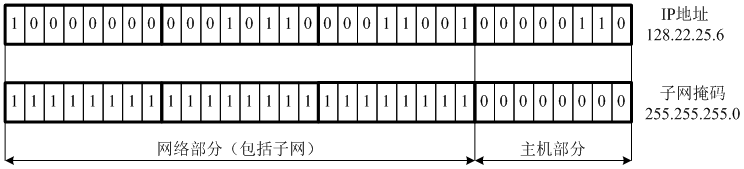 1 0 0 0 0 0 0 0 0 0 0 1 0 1 1 0 0 0 0 1 1 0 0 1 0 0 0 0 0 1 1 0
IP地址
128.22.25.6
1 1 1 1 1 1 1 1 1 1 1 1 1 1 1 1 1 1 1 1 1 1 1 1 0 0 0 0 0 0 0 0
子网掩码
255.255.255.0
网络部分（包括子网）
主机部分